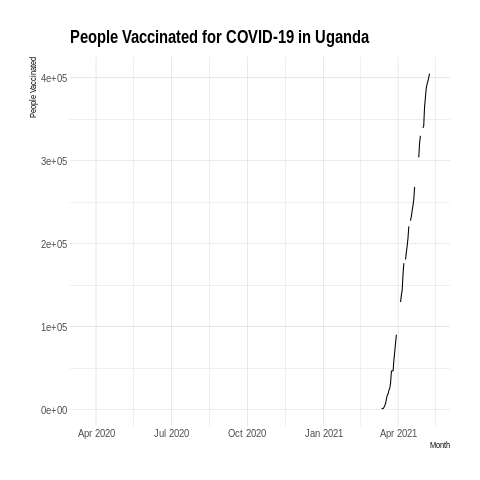 People Vaccinated for COVID-19 in Uganda
People Vaccinated
4e+05
3e+05
2e+05
1e+05
0e+00
Apr 2020 Jul 2020 Oct 2020 Jan 2021 Apr 2021
Month